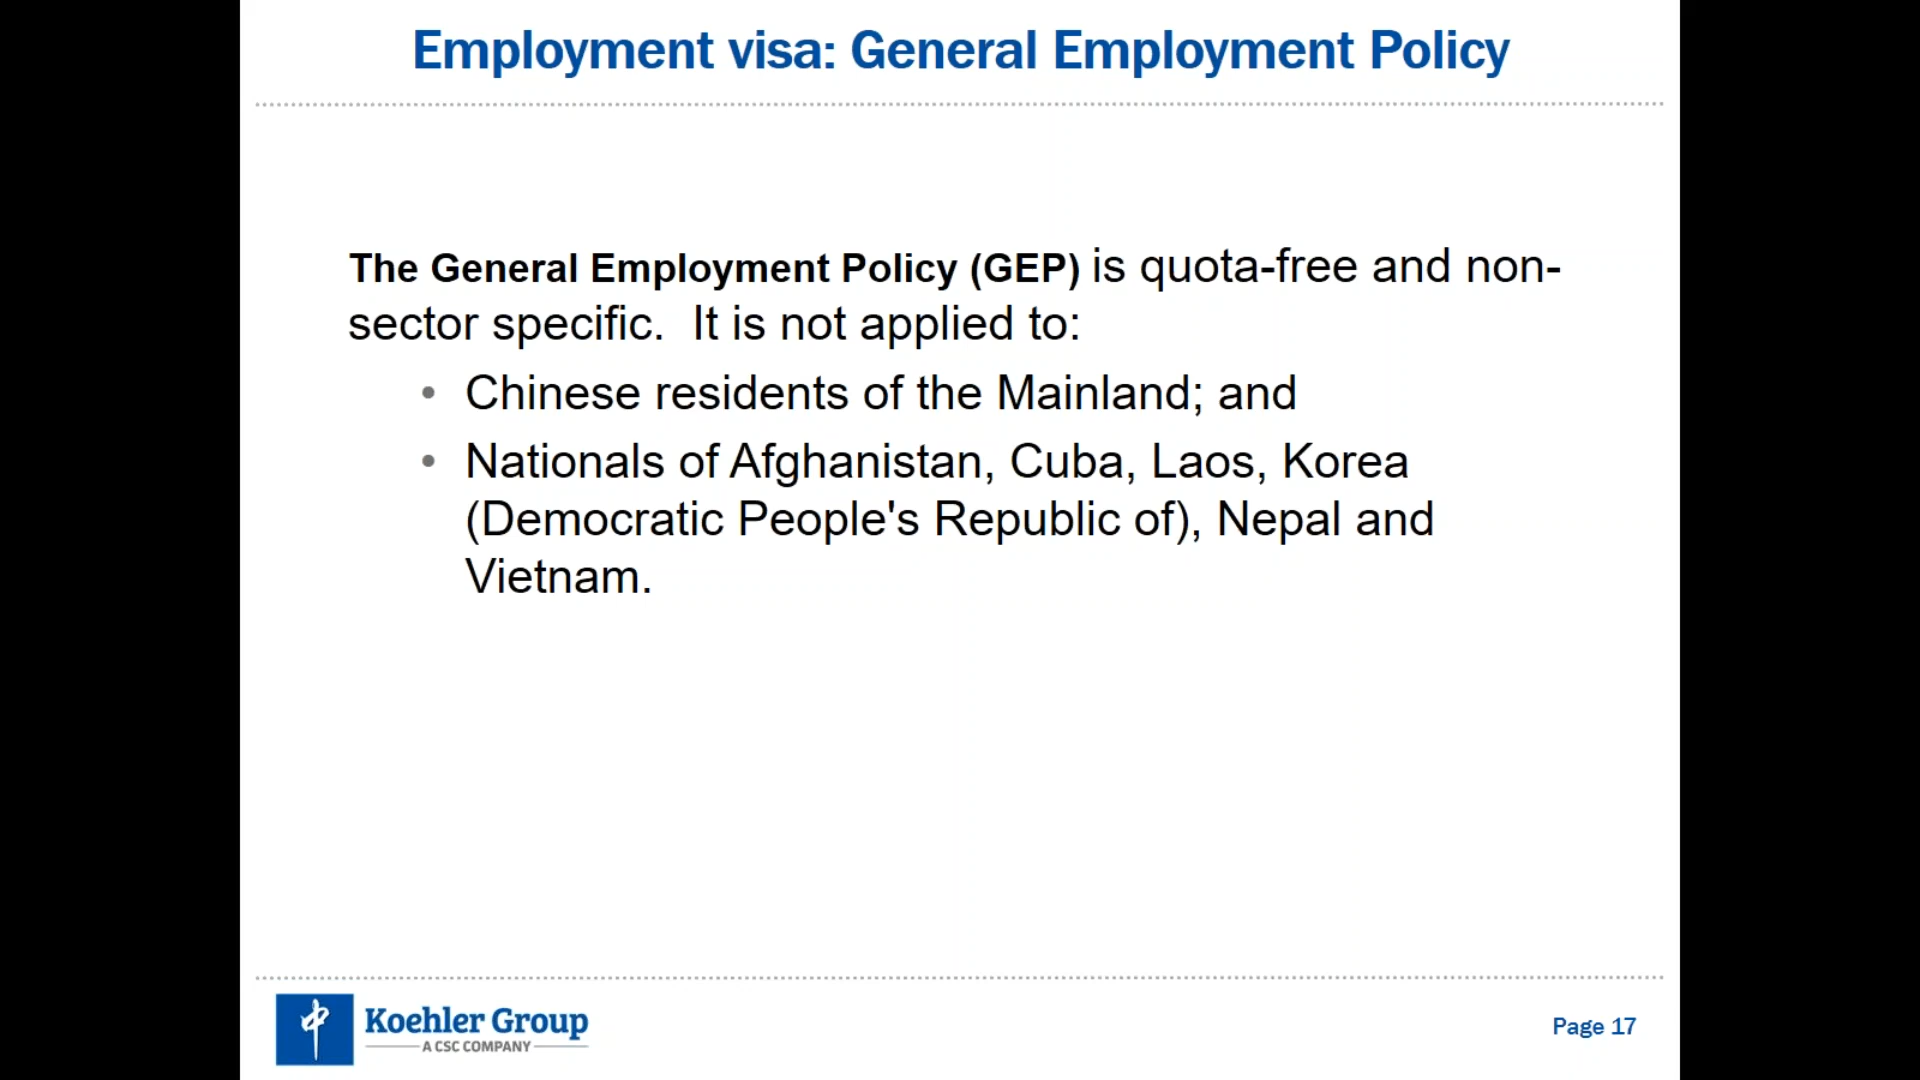 Employment visa: General Employment Policy
The General Employment Policy (GEP) is quota-free and non-
sector specific.  It is not applied to:
• Chinese residents of the Mainland; and
• Nationals of Afghanistan, Cuba, Laos, Korea
(Democratic People's Republic of), Nepal and
Vietnam.
Koehler Group
A CSC COMPANY
Page 17